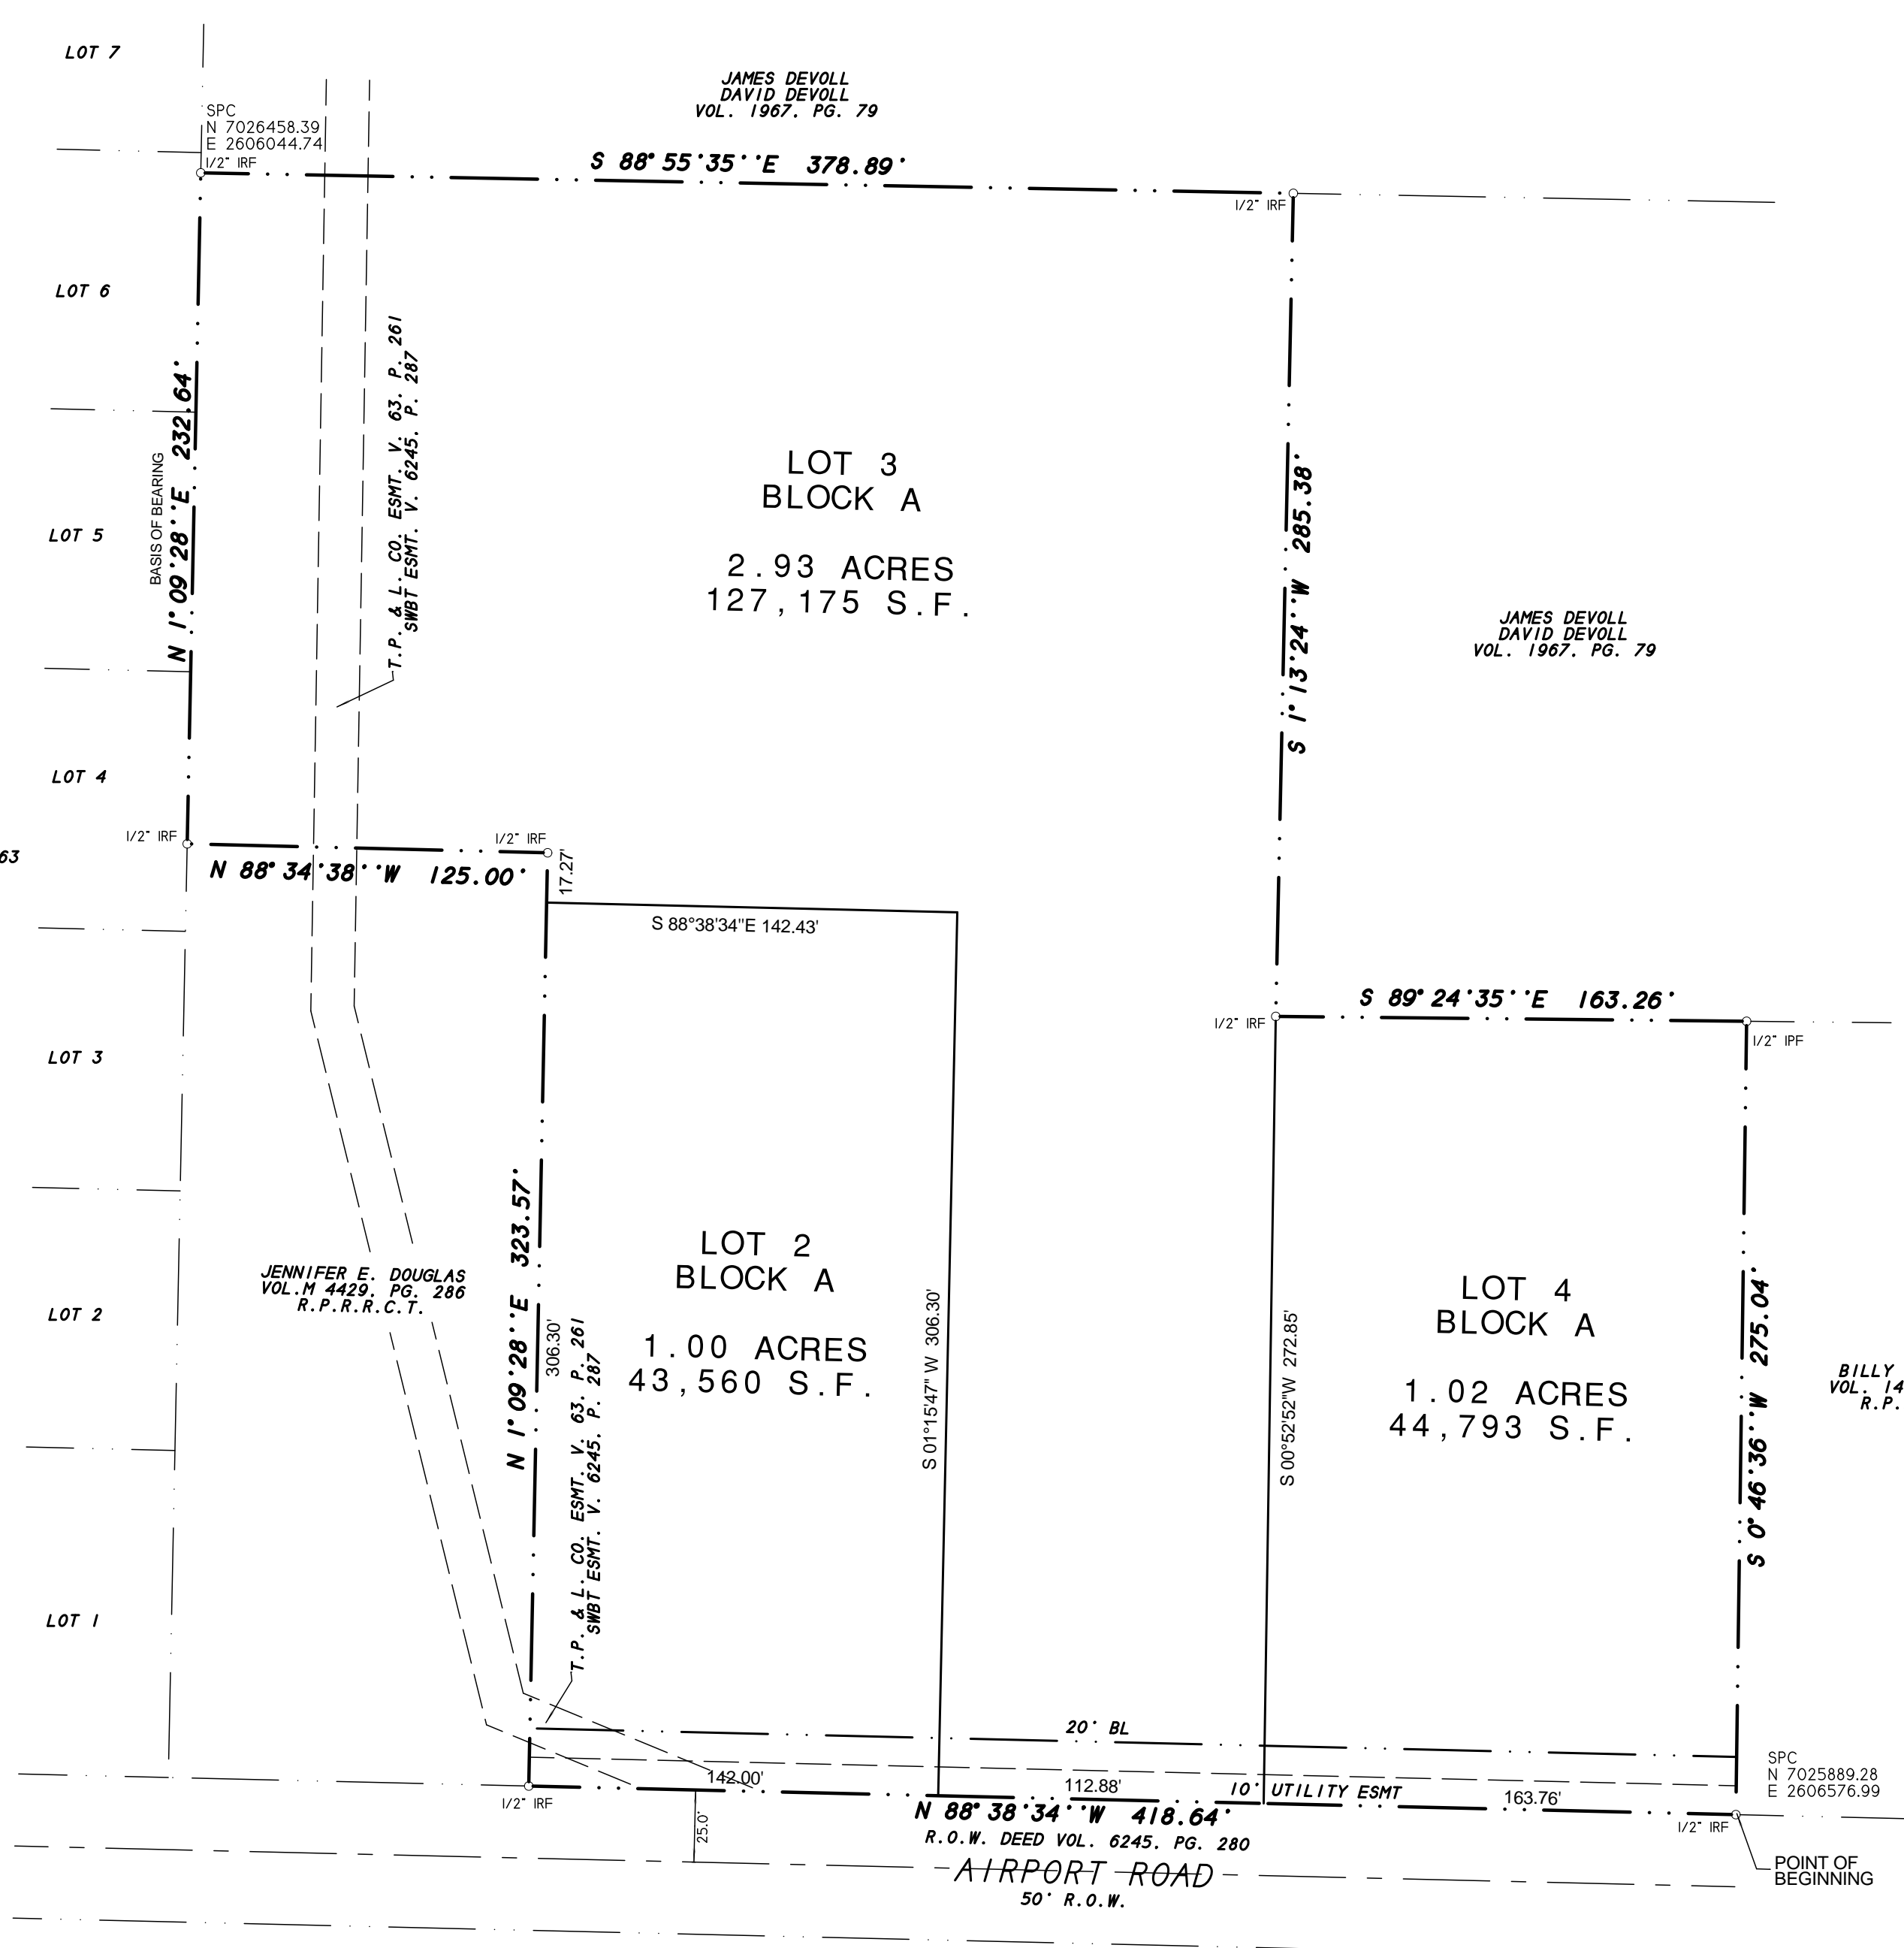 LOT 7
JAMES DEVOLL
DAVID DEVOLL
VOL. 1967, PG. 79
SPC
N 7026458.39
E 2606044.74
1/2" IRF
S 88°55'35''E 378.89'
1/2" IRF
LOT 6
T.P. & L. CO. ESMT. V. 63, P. 261
SWBT ESMT. V. 6245, P. 287
N 1°09'28''E 232.64'
BASIS OF BEARING
LOT 5
LOT 3
BLOCK A
2.93 ACRES
127,175 S.F.
S 1°13'24''W 285.38'
JAMES DEVOLL
DAVID DEVOLL
VOL. 1967, PG. 79
LOT 4
63
1/2" IRF
1/2" IRF
N 88°34'38''W 125.00'
17.27'
S 88°38'34"E 142.43'
S 89°24'35''E 163.26'
1/2" IRF
1/2" IPF
LOT 3
N 1°09'28''E 323.57'
306.30'
JENNIFER E. DOUGLAS
VOL.M 4429, PG. 286
R.P.R.R.C.T.
LOT 2
LOT 2
BLOCK A
1.00 ACRES
43,560 S.F.
T.P. & L. CO. ESMT. V. 63, P. 261
SWBT ESMT. V. 6245, P. 287
S 01°15'47" W 306.30'
S 00°52'52"W 272.85'
LOT 4
BLOCK A
1.02 ACRES
44,793 S.F.
S 0°46'36''W 275.04'
BILLY
VOL. 14
R.P.
LOT 1
20' BL
SPC
N 7025889.28
E 2606576.99
142.00'
112.88'
10' UTILITY ESMT
163.76'
1/2" IRF
25.0'
N 88°38'34''W 418.64'
1/2" IRF
R.O.W. DEED VOL. 6245, PG. 280
AIRPORT ROAD
50' R.O.W.
POINT OF
BEGINNING